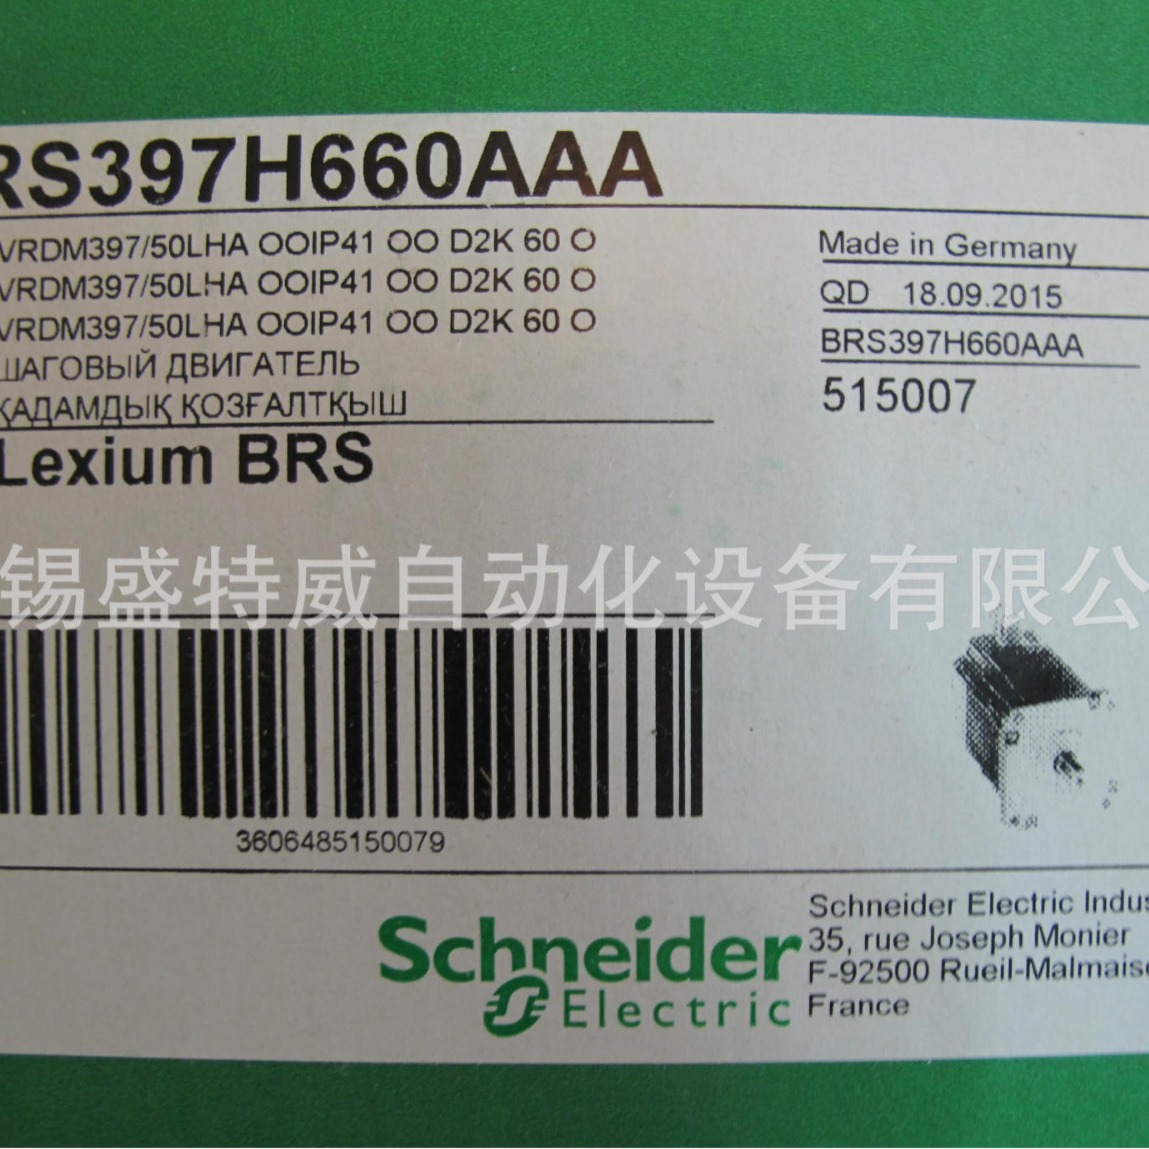 RS397H660AAA
VRDM397/50LHA OOIP41 OO D2K 60 O
VRDM397/50LHA OOIP41 OO D2K 60 O
VRDM397/50LHA OOIP41 OO D2K 60 O
ШАГОВЫЙ ДВИГАТЕЛЬ
ҚАДАМДЫҚ ҚОЗҒАЛТҚЫШ
Lexium BRS
Made in Germany
QD 18.09.2015
BRS397H660AAA
515007
锡盛特威自动化设备有限公
3606485150079
Schneider
Electric
Schneider Electric Indus
35, rue Joseph Monier
F-92500 Rueil-Malmaiso
France